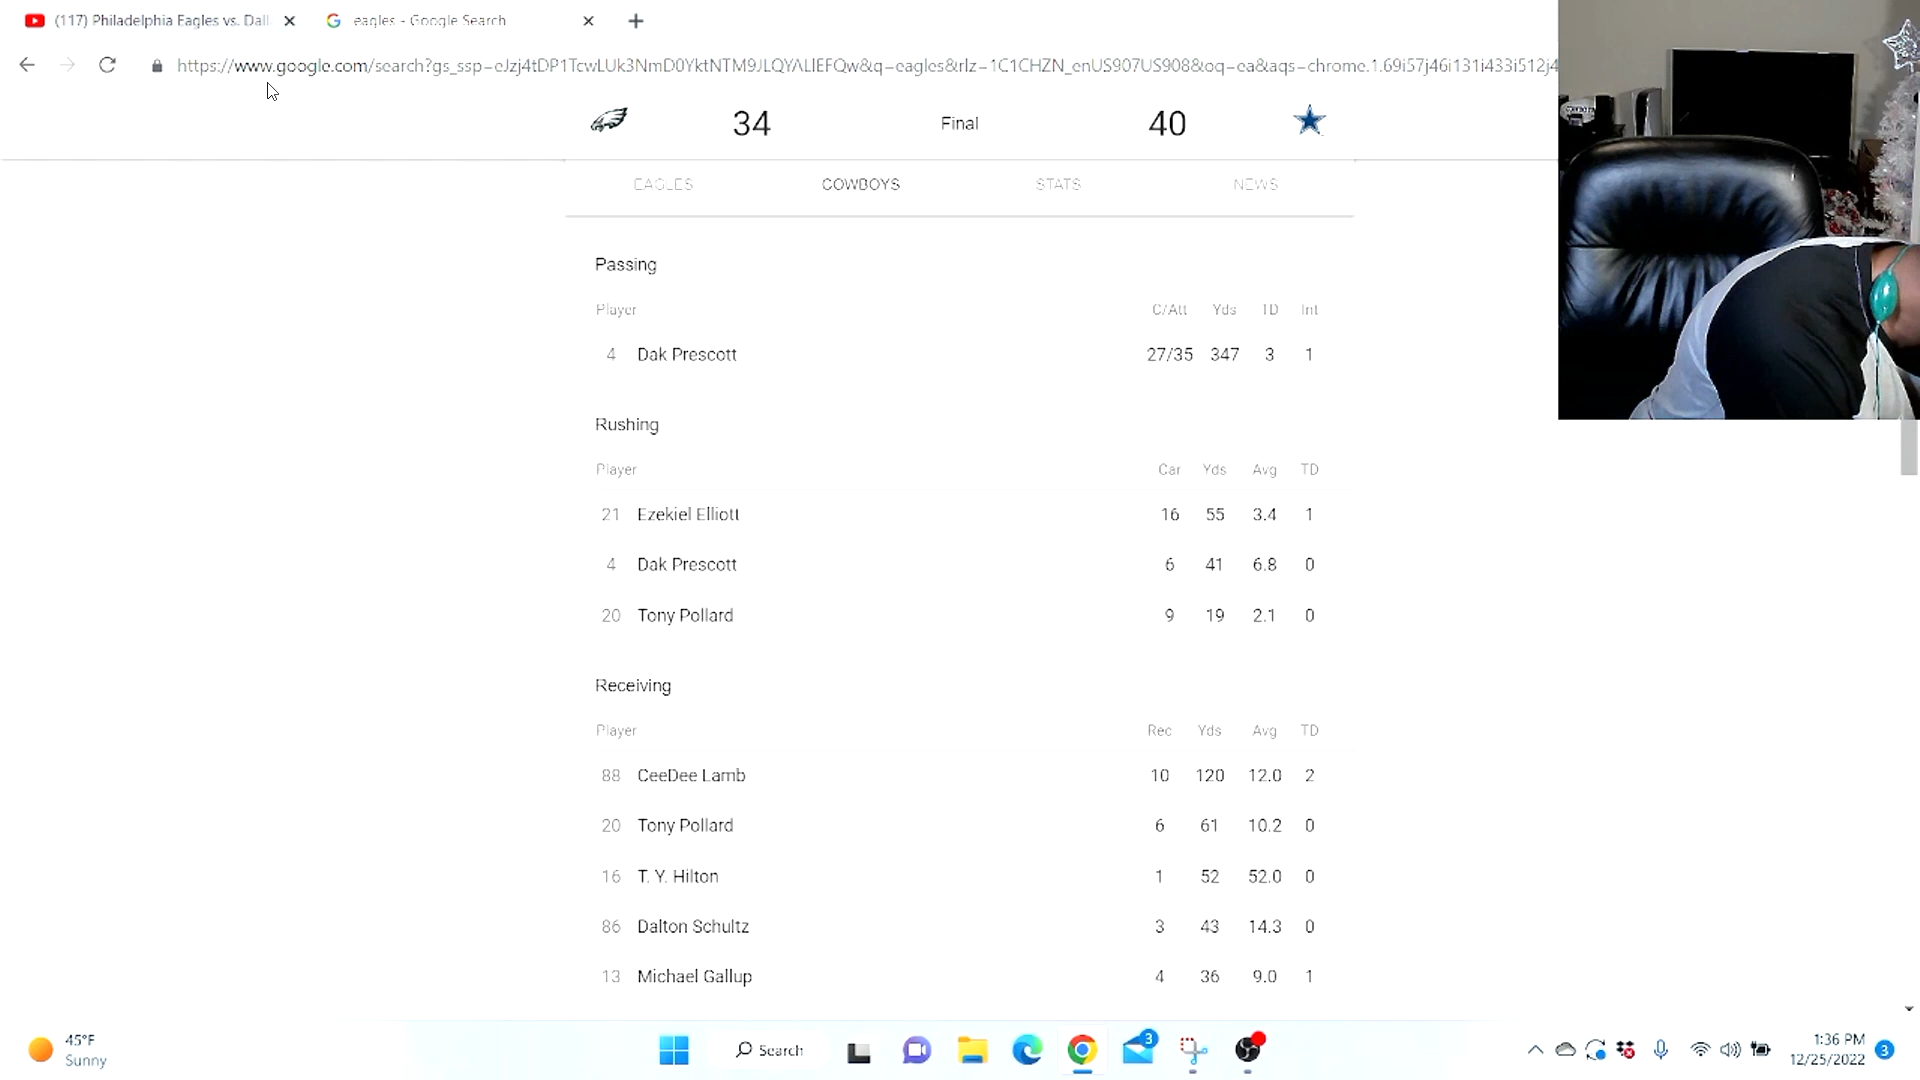 (117) Philadelphia Eagles vs. Dall
eagles - Google Search
https://www.google.com/search?gs_ssp=eJzj4tDP1TcwLUk3NmD0YktNTM9JLQYALlEFQw&q=eagles&rlz=1C1CHZN_enUS907US908&oq=ea&aqs=chrome.1.69i57j46i131i433i512j4
34 Final 40
EAGLES COWBOYS STATS NEWS
Passing
Player C/Att Yds TD Int
4 Dak Prescott 27/35 347 3 1
Rushing
Player Car Yds Avg TD
21 Ezekiel Elliott 16 55 3.4 1
4 Dak Prescott 6 41 6.8 0
20 Tony Pollard 9 19 2.1 0
Receiving
Player Rec Yds Avg TD
88 CeeDee Lamb 10 120 12.0 2
20 Tony Pollard 6 61 10.2 0
16 T. Y. Hilton 1 52 52.0 0
86 Dalton Schultz 3 43 14.3 0
13 Michael Gallup 4 36 9.0 1
45°F
Sunny
Search
3
1:36 PM
12/25/2022
3